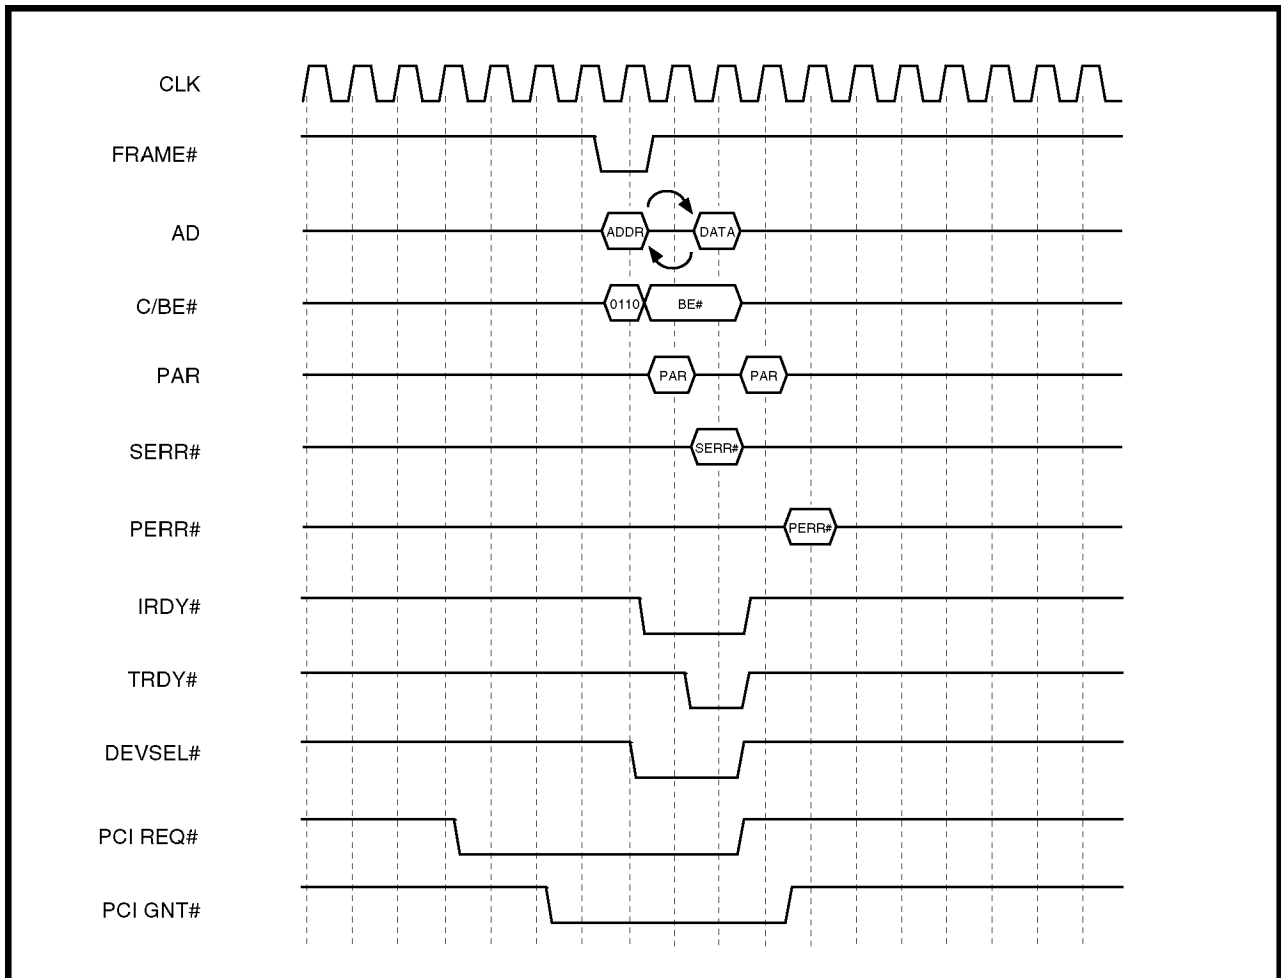 CLK
FRAME#
AD
ADDR
DATA
C/BE#
0110
BE#
PAR
PAR
PAR
SERR#
SERR#
PERR#
PERR#
IRDY#
TRDY#
DEVSEL#
PCI REQ#
PCI GNT#